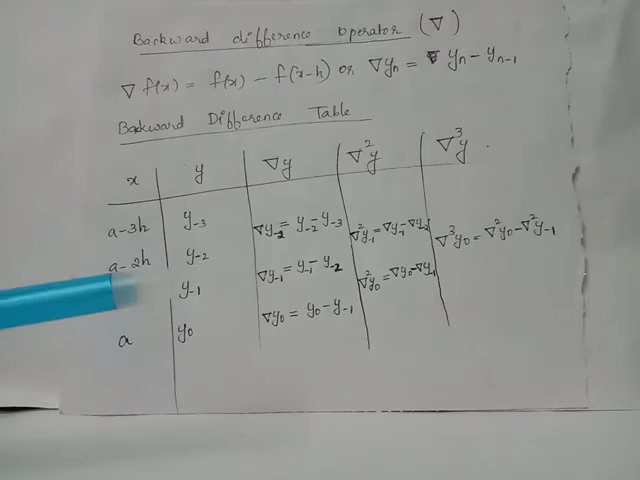 Backward difference operator (∇)
∇ f(x) = f(x) − f(x−h) or ∇yₙ = yₙ − yₙ₋₁
Backward Difference Table
x y ∇y ∇²y ∇³y
a−3h y₋₃
∇y₋₂ = y₋₂ − y₋₃ ∇²y₋₁ = ∇y₋₁ − ∇y₋₂ ∇³y₀ = ∇²y₀ − ∇²y₋₁
a−2h y₋₂
∇y₋₁ = y₋₁ − y₋₂ ∇²y₀ = ∇y₀ − ∇y₋₁
y₋₁
∇y₀ = y₀ − y₋₁
a y₀